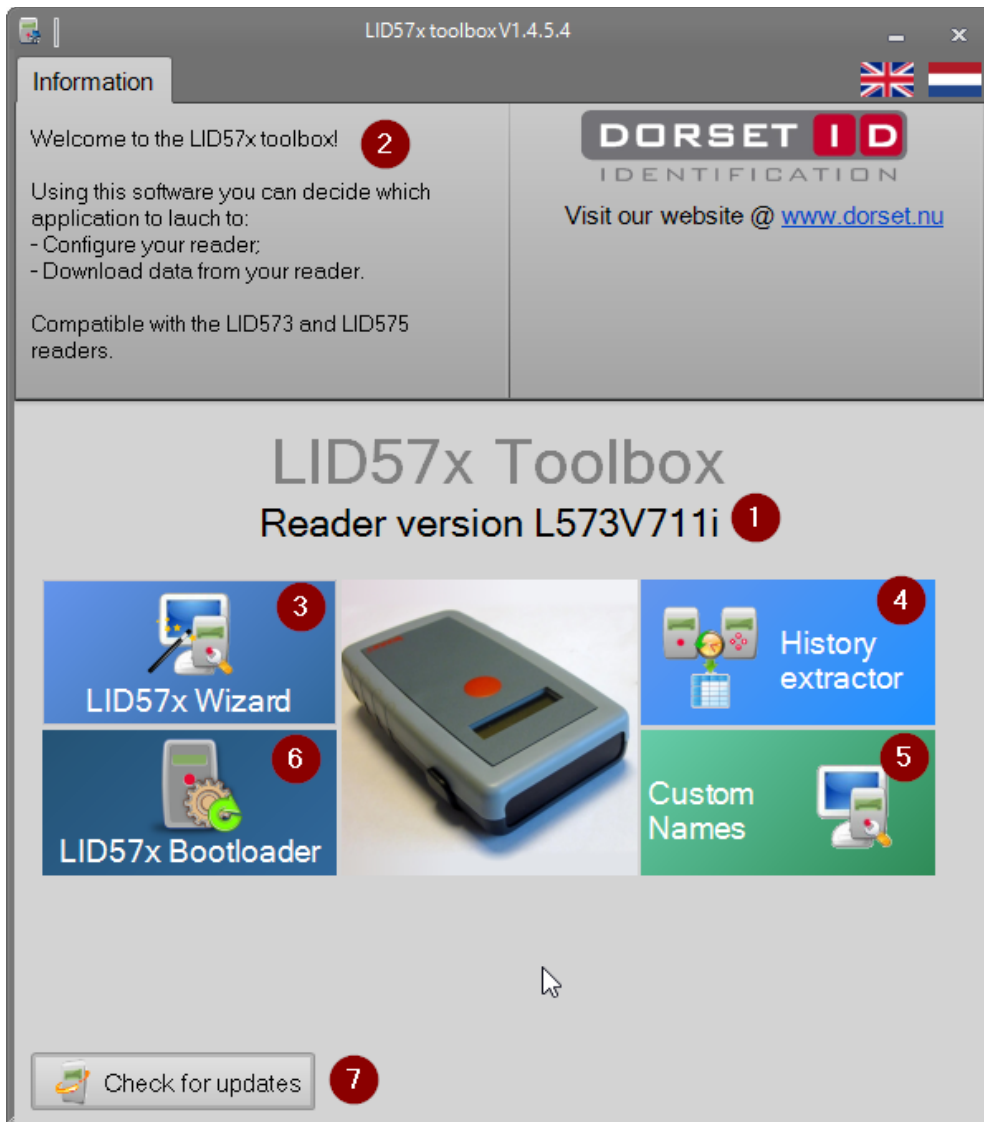 LID57x toolbox V1.4.5.4
Information
Welcome to the LID57x toolbox!
2
Using this software you can decide which
application to lauch to:
- Configure your reader;
- Download data from your reader.
Compatible with the LID573 and LID575
readers.
DORSET ID
IDENTIFICATION
Visit our website @ www.dorset.nu
LID57x Toolbox
Reader version L573V711i
1
3
LID57x Wizard
4
History
extractor
6
LID57x Bootloader
5
Custom
Names
Check for updates
7